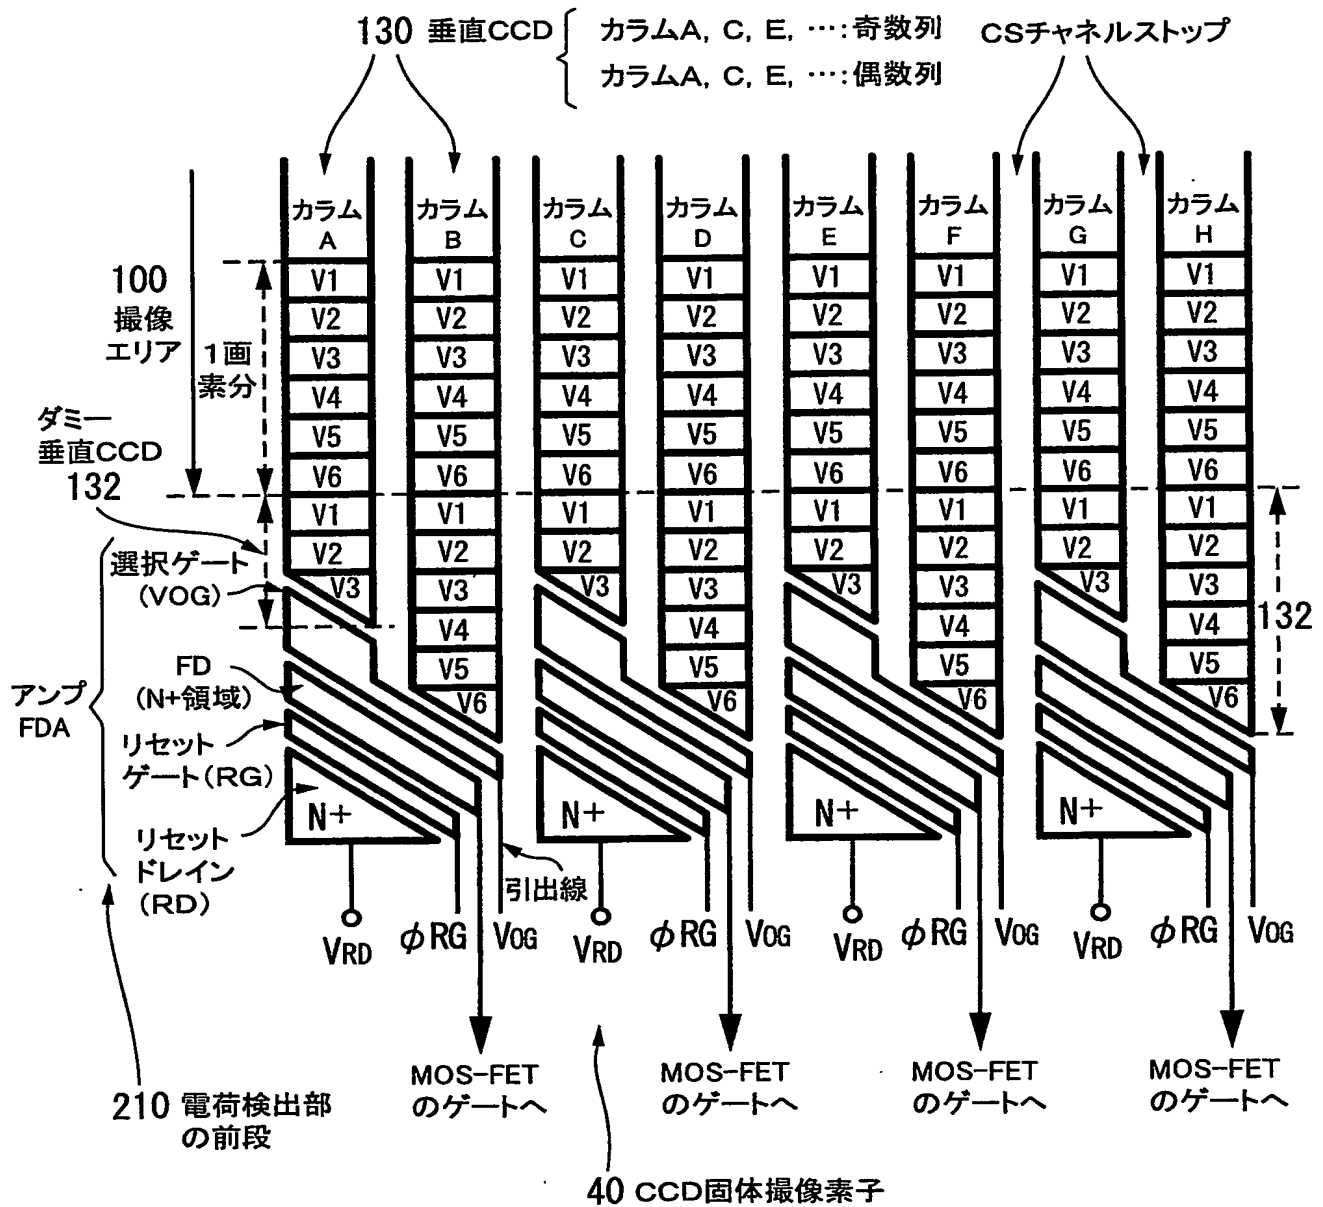 130 垂直CCD
カラムA, C, E, …:奇数列
カラムA, C, E, …:偶数列
CSチャネルストップ
カラム A
カラム B
カラム C
カラム D
カラム E
カラム F
カラム G
カラム H
100
撮像
エリア
1画
素分
V1 V1 V1 V1 V1 V1 V1 V1
V2 V2 V2 V2 V2 V2 V2 V2
V3 V3 V3 V3 V3 V3 V3 V3
V4 V4 V4 V4 V4 V4 V4 V4
V5 V5 V5 V5 V5 V5 V5 V5
V6 V6 V6 V6 V6 V6 V6 V6
ダミー
垂直CCD
132
V1 V1 V1 V1 V1 V1 V1 V1
V2 V2 V2 V2 V2 V2 V2 V2
V3 V3 V3 V3 V3 V3 V3 V3
V4 V4 V4 V4
V5 V5 V5 V5
V6 V6 V6 V6
132
選択ゲート
(VOG)
アンプ
FDA
FD
(N+領域)
リセット
ゲート(RG)
リセット
ドレイン
(RD)
N+ N+ N+ N+
引出線
VRD φRG VOG VRD φRG VOG VRD φRG VOG VRD φRG VOG
MOS-FET
のゲートへ
MOS-FET
のゲートへ
MOS-FET
のゲートへ
MOS-FET
のゲートへ
210 電荷検出部
の前段
40 CCD固体撮像素子